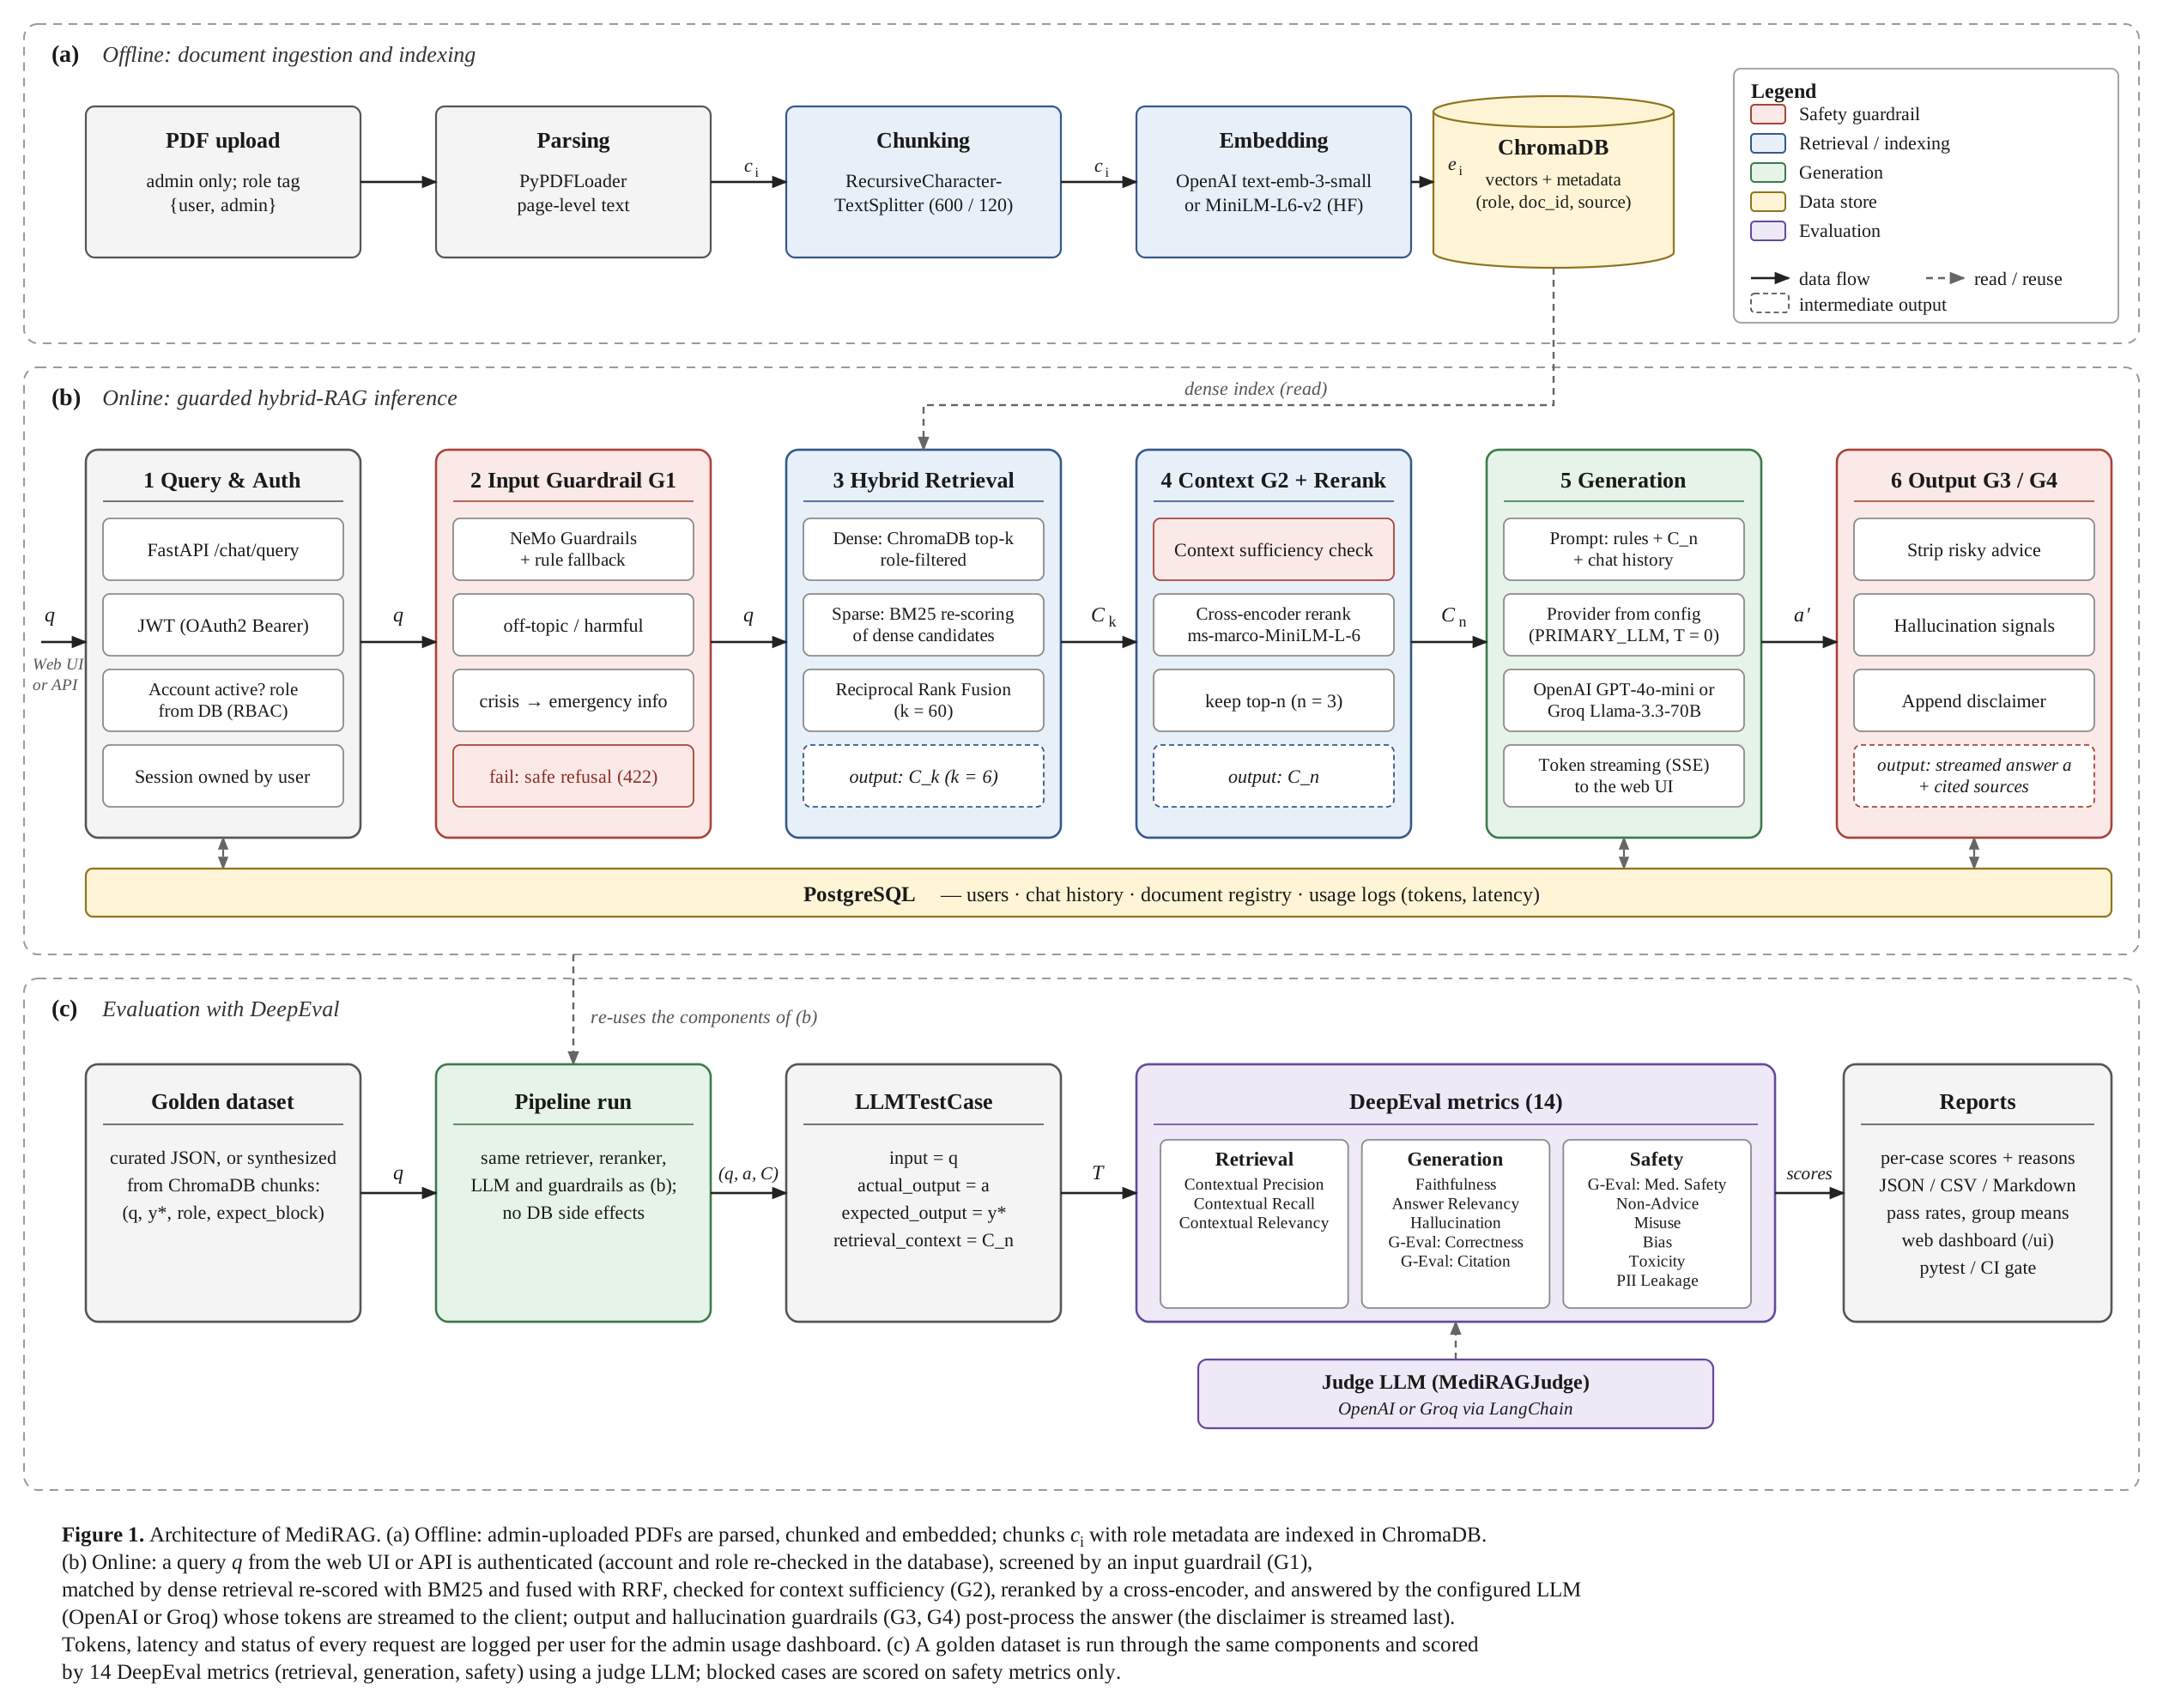 (a) Offline: document ingestion and indexing
PDF upload
admin only; role tag
{user, admin}
Parsing
PyPDFLoader
page-level text
c i
Chunking
RecursiveCharacter-
TextSplitter (600 / 120)
c i
Embedding
OpenAI text-emb-3-small
or MiniLM-L6-v2 (HF)
e i
ChromaDB
vectors + metadata
(role, doc_id, source)
Legend
Safety guardrail
Retrieval / indexing
Generation
Data store
Evaluation
data flow
read / reuse
intermediate output
(b) Online: guarded hybrid-RAG inference
dense index (read)
q
Web UI
or API
1 Query & Auth
FastAPI /chat/query
JWT (OAuth2 Bearer)
Account active? role
from DB (RBAC)
Session owned by user
q
2 Input Guardrail G1
NeMo Guardrails
+ rule fallback
off-topic / harmful
crisis → emergency info
fail: safe refusal (422)
q
3 Hybrid Retrieval
Dense: ChromaDB top-k
role-filtered
Sparse: BM25 re-scoring
of dense candidates
Reciprocal Rank Fusion
(k = 60)
output: C_k (k = 6)
C k
4 Context G2 + Rerank
Context sufficiency check
Cross-encoder rerank
ms-marco-MiniLM-L-6
keep top-n (n = 3)
output: C_n
C n
5 Generation
Prompt: rules + C_n
+ chat history
Provider from config
(PRIMARY_LLM, T = 0)
OpenAI GPT-4o-mini or
Groq Llama-3.3-70B
Token streaming (SSE)
to the web UI
a′
6 Output G3 / G4
Strip risky advice
Hallucination signals
Append disclaimer
output: streamed answer a
+ cited sources
PostgreSQL — users · chat history · document registry · usage logs (tokens, latency)
(c) Evaluation with DeepEval
re-uses the components of (b)
Golden dataset
curated JSON, or synthesized
from ChromaDB chunks:
(q, y*, role, expect_block)
q
Pipeline run
same retriever, reranker,
LLM and guardrails as (b);
no DB side effects
(q, a, C)
LLMTestCase
input = q
actual_output = a
expected_output = y*
retrieval_context = C_n
T
DeepEval metrics (14)
Retrieval
Contextual Precision
Contextual Recall
Contextual Relevancy
Generation
Faithfulness
Answer Relevancy
Hallucination
G-Eval: Correctness
G-Eval: Citation
Safety
G-Eval: Med. Safety
Non-Advice
Misuse
Bias
Toxicity
PII Leakage
scores
Reports
per-case scores + reasons
JSON / CSV / Markdown
pass rates, group means
web dashboard (/ui)
pytest / CI gate
Judge LLM (MediRAGJudge)
OpenAI or Groq via LangChain
Figure 1. Architecture of MediRAG. (a) Offline: admin-uploaded PDFs are parsed, chunked and embedded; chunks ci with role metadata are indexed in ChromaDB.
(b) Online: a query q from the web UI or API is authenticated (account and role re-checked in the database), screened by an input guardrail (G1),
matched by dense retrieval re-scored with BM25 and fused with RRF, checked for context sufficiency (G2), reranked by a cross-encoder, and answered by the configured LLM
(OpenAI or Groq) whose tokens are streamed to the client; output and hallucination guardrails (G3, G4) post-process the answer (the disclaimer is streamed last).
Tokens, latency and status of every request are logged per user for the admin usage dashboard. (c) A golden dataset is run through the same components and scored
by 14 DeepEval metrics (retrieval, generation, safety) using a judge LLM; blocked cases are scored on safety metrics only.